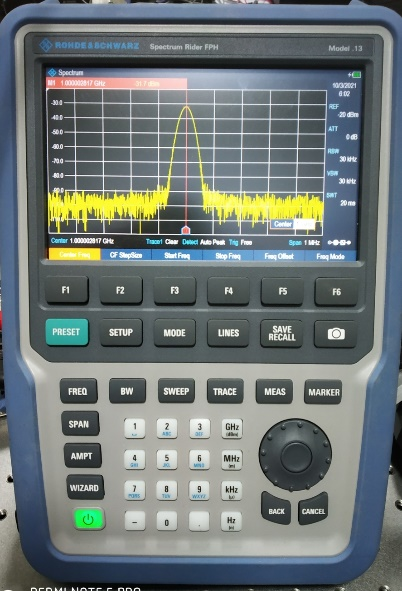 ROHDE&SCHWARZ Spectrum Rider FPH Model .13
Spectrum
M1 1.000002617 GHz -31.7 dBm
10/3/2021
6:02
REF
-20 dBm
ATT
0 dB
RBW
30 kHz
VBW
30 kHz
SWT
20 ms
-30.0
-40.0
-50.0
-60.0
-70.0
-80.0
Center
Center 1.000002617 GHz Trace1 Clear Detect Auto Peak Trig Free Span 1 MHz
Center Freq CF StepSize Start Freq Stop Freq Freq Offset Freq Mode
F1 F2 F3 F4 F5 F6
PRESET SETUP MODE LINES SAVE RECALL
FREQ BW SWEEP TRACE MEAS MARKER
SPAN
AMPT
WIZARD
1 2 ABC 3 DEF GHz (dBm)
4 GHI 5 JKL 6 MNO MHz (m)
7 PQRS 8 TUV 9 WXYZ kHz (µ)
– 0 . Hz (n)
BACK CANCEL
REDMI NOTE 5 PRO